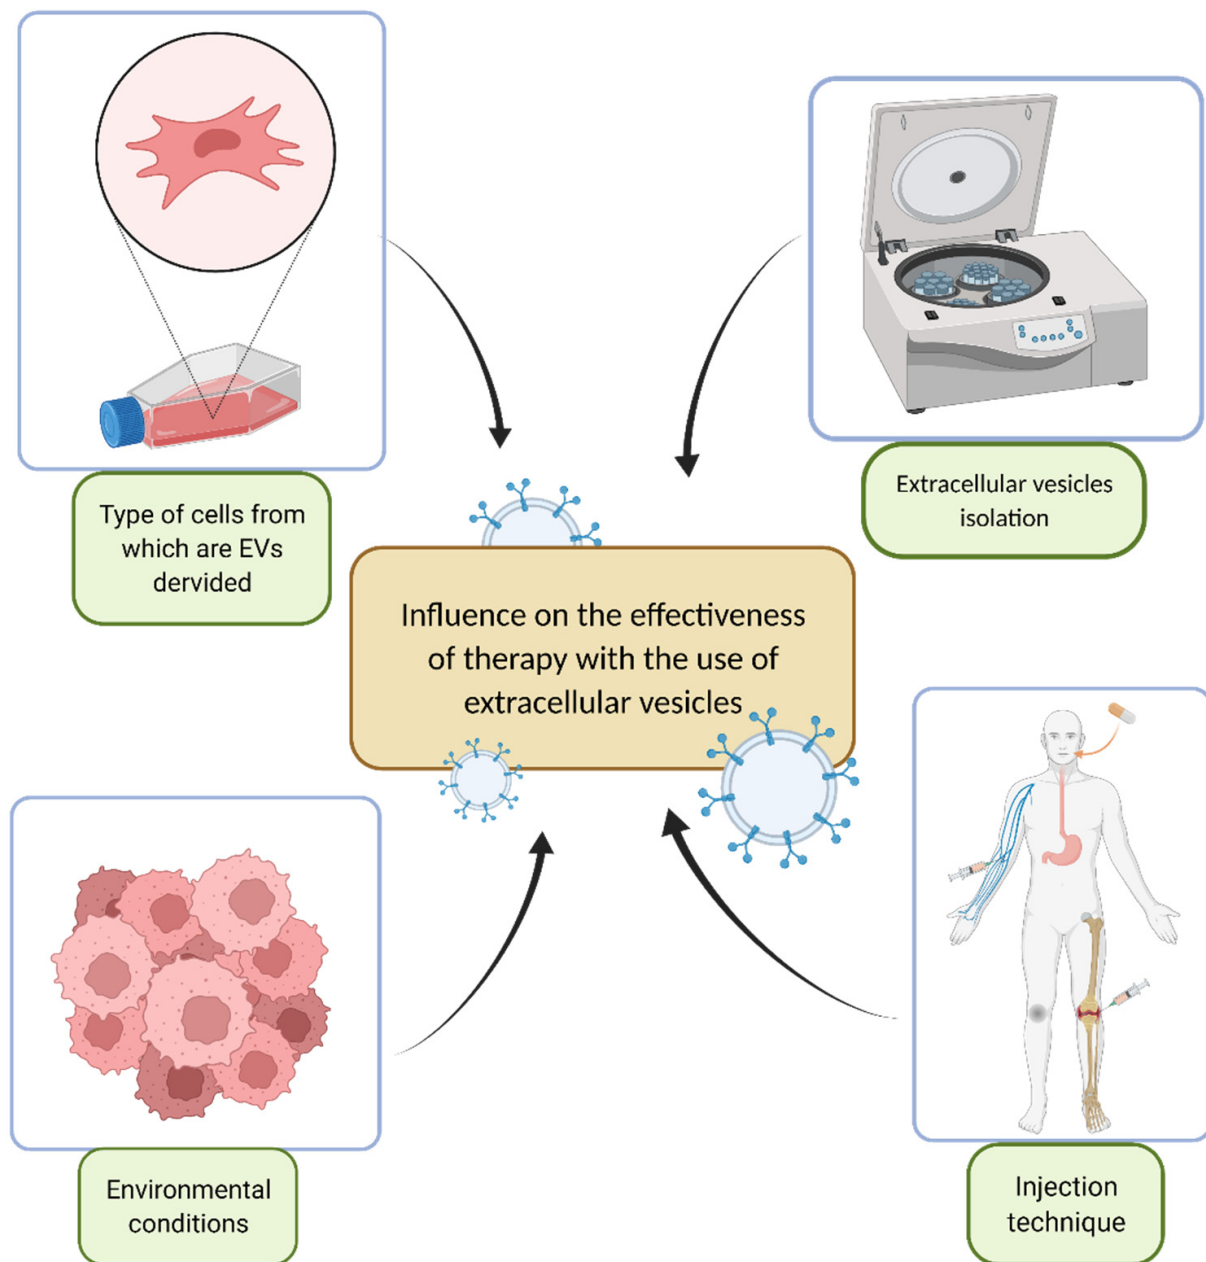 Type of cells from
which are EVs
dervided
Extracellular vesicles
isolation
Influence on the effectiveness
of therapy with the use of
extracellular vesicles
Environmental
conditions
Injection
technique